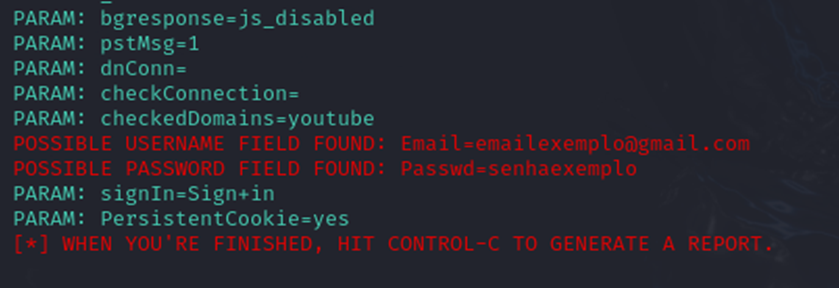 PARAM: bgresponse=js_disabled
PARAM: pstMsg=1
PARAM: dnConn=
PARAM: checkConnection=
PARAM: checkedDomains=youtube
POSSIBLE USERNAME FIELD FOUND: Email=emailexemplo@gmail.com
POSSIBLE PASSWORD FIELD FOUND: Passwd=senhaexemplo
PARAM: signIn=Sign+in
PARAM: PersistentCookie=yes
[*] WHEN YOU'RE FINISHED, HIT CONTROL-C TO GENERATE A REPORT.